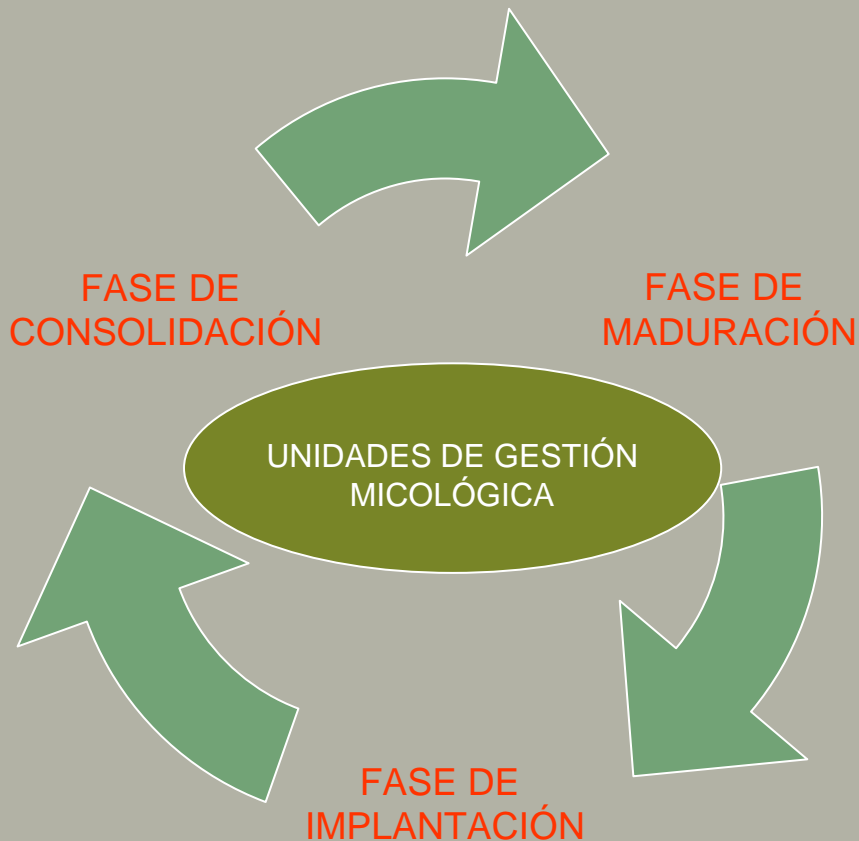 FASE DE
CONSOLIDACIÓN
FASE DE
MADURACIÓN
UNIDADES DE GESTIÓN
MICOLÓGICA
FASE DE
IMPLANTACIÓN